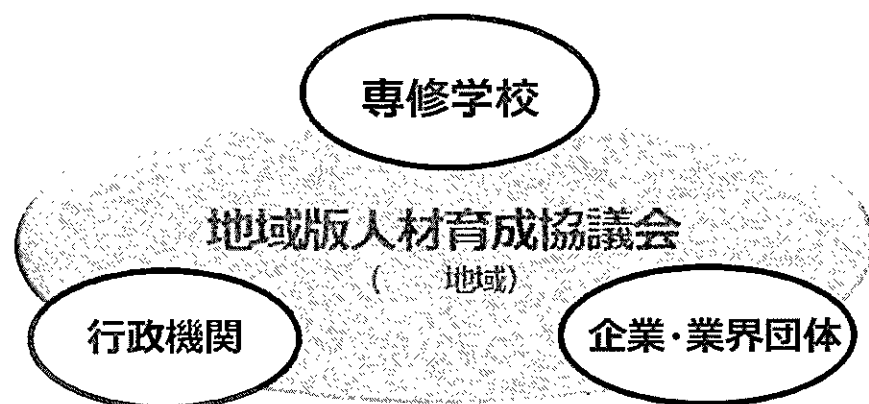 専修学校
地域版人材育成協議会
(　　地域)
行政機関
企業・業界団体